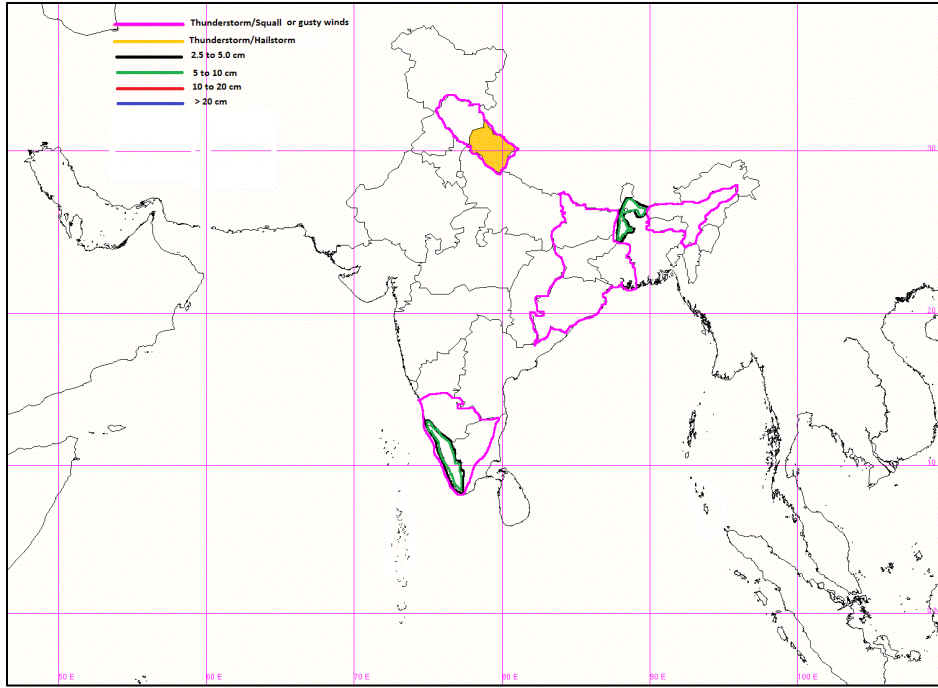 Thunderstorm/Squall or gusty winds
Thunderstorm/Hailstorm
2.5 to 5.0 cm
5 to 10 cm
10 to 20 cm
> 20 cm
30
20
10
50 E 60 E 70 E 80 E 90 E 100 E